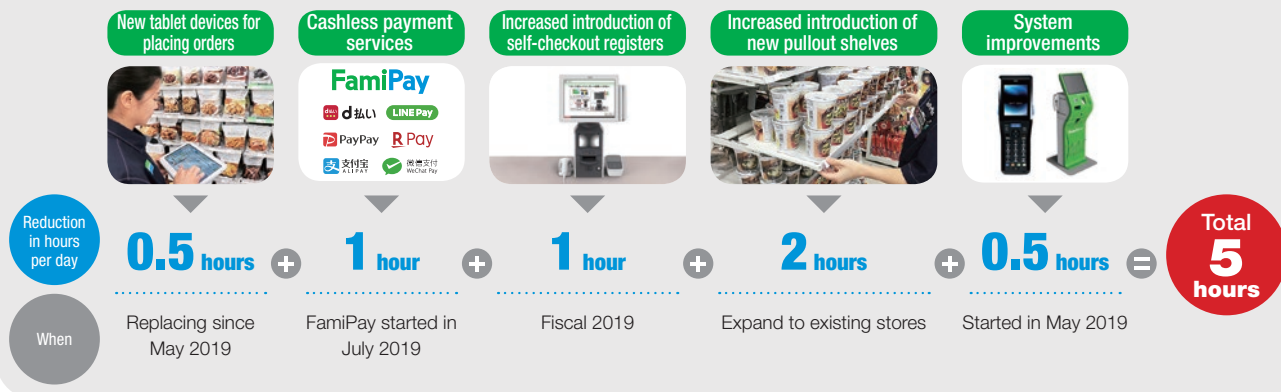 New tablet devices for
placing orders
Cashless payment
services
Increased introduction of
self-checkout registers
Increased introduction of
new pullout shelves
System
improvements
FamiPay
d払い LINE Pay
PayPay R Pay
支付宝 ALIPAY 微信支付 WeChat Pay
Reduction
in hours
per day
0.5 hours + 1 hour + 1 hour + 2 hours + 0.5 hours =
Total
5
hours
When
Replacing since
May 2019
FamiPay started in
July 2019
Fiscal 2019
Expand to existing stores
Started in May 2019